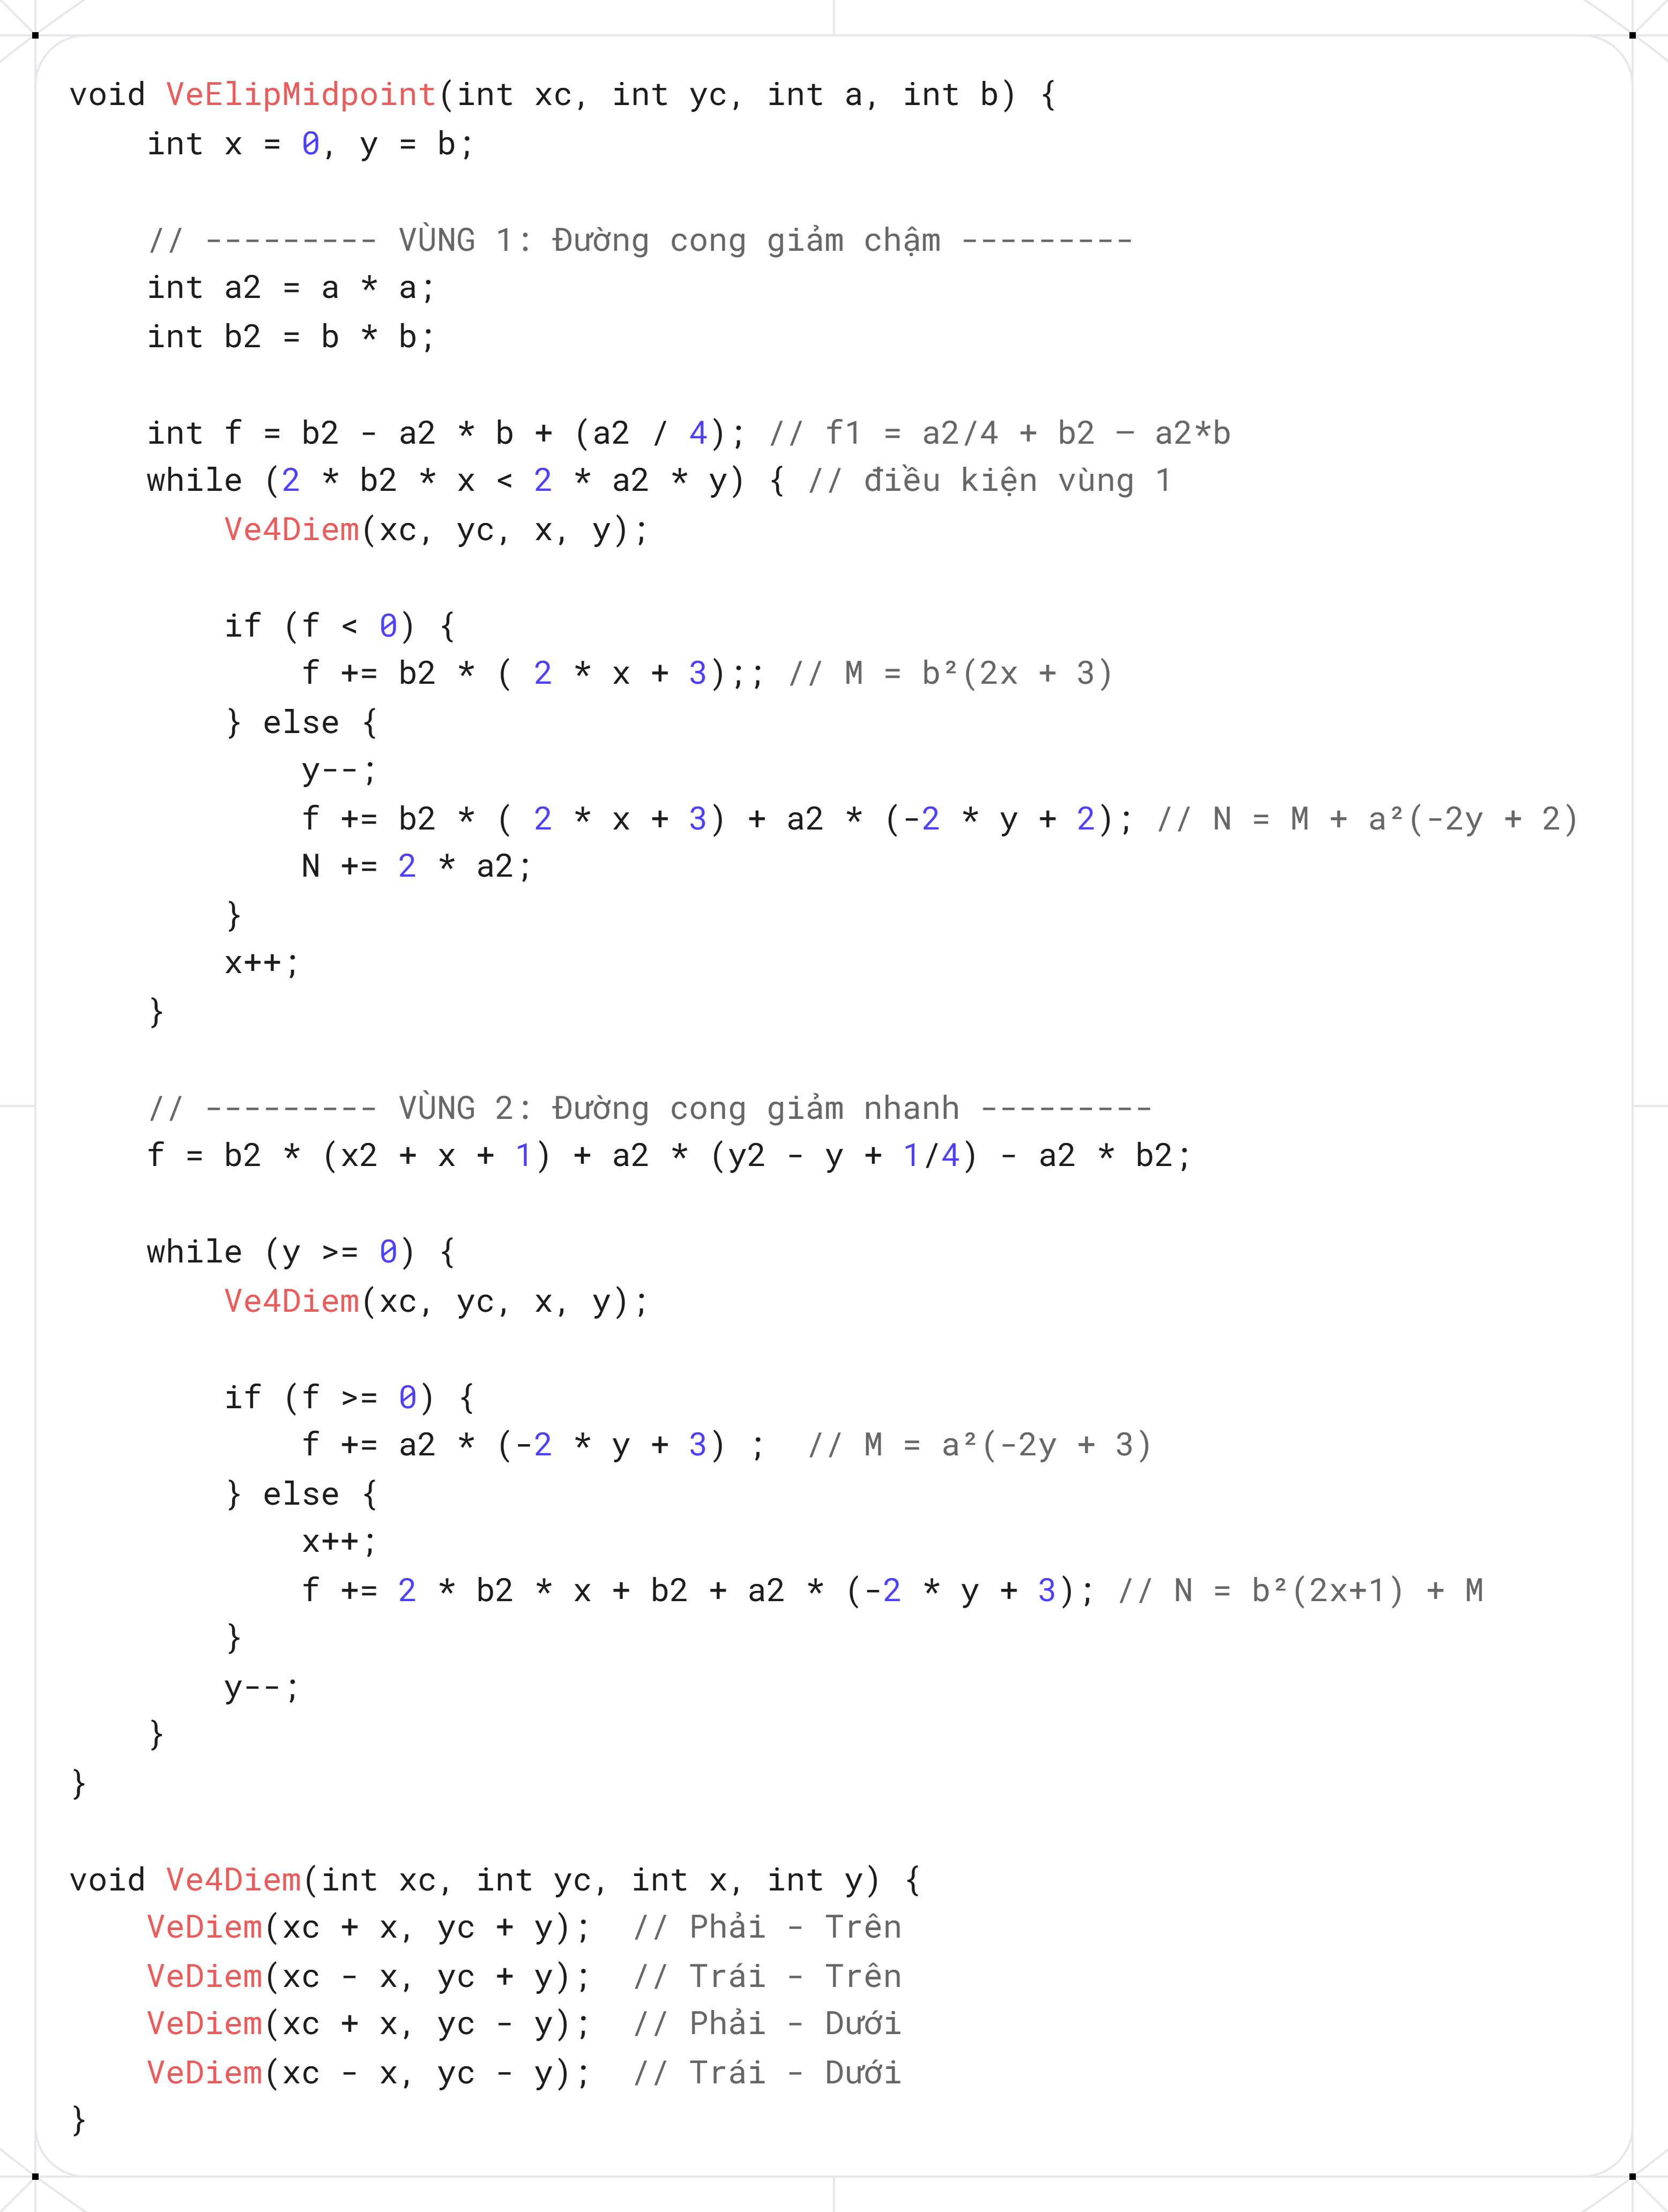 void VeElipMidpoint(int xc, int yc, int a, int b) {
    int x = 0, y = b;

    // --------- VÙNG 1: Đường cong giảm chậm ---------
    int a2 = a * a;
    int b2 = b * b;

    int f = b2 - a2 * b + (a2 / 4); // f1 = a2/4 + b2 – a2*b
    while (2 * b2 * x < 2 * a2 * y) { // điều kiện vùng 1
        Ve4Diem(xc, yc, x, y);

        if (f < 0) {
            f += b2 * ( 2 * x + 3);; // M = b²(2x + 3)
        } else {
            y--;
            f += b2 * ( 2 * x + 3) + a2 * (-2 * y + 2); // N = M + a²(-2y + 2)
            N += 2 * a2;
        }
        x++;
    }

    // --------- VÙNG 2: Đường cong giảm nhanh ---------
    f = b2 * (x2 + x + 1) + a2 * (y2 - y + 1/4) - a2 * b2;

    while (y >= 0) {
        Ve4Diem(xc, yc, x, y);

        if (f >= 0) {
            f += a2 * (-2 * y + 3) ;  // M = a²(-2y + 3)
        } else {
            x++;
            f += 2 * b2 * x + b2 + a2 * (-2 * y + 3); // N = b²(2x+1) + M
        }
        y--;
    }
}

void Ve4Diem(int xc, int yc, int x, int y) {
    VeDiem(xc + x, yc + y);  // Phải - Trên
    VeDiem(xc - x, yc + y);  // Trái - Trên
    VeDiem(xc + x, yc - y);  // Phải - Dưới
    VeDiem(xc - x, yc - y);  // Trái - Dưới
}